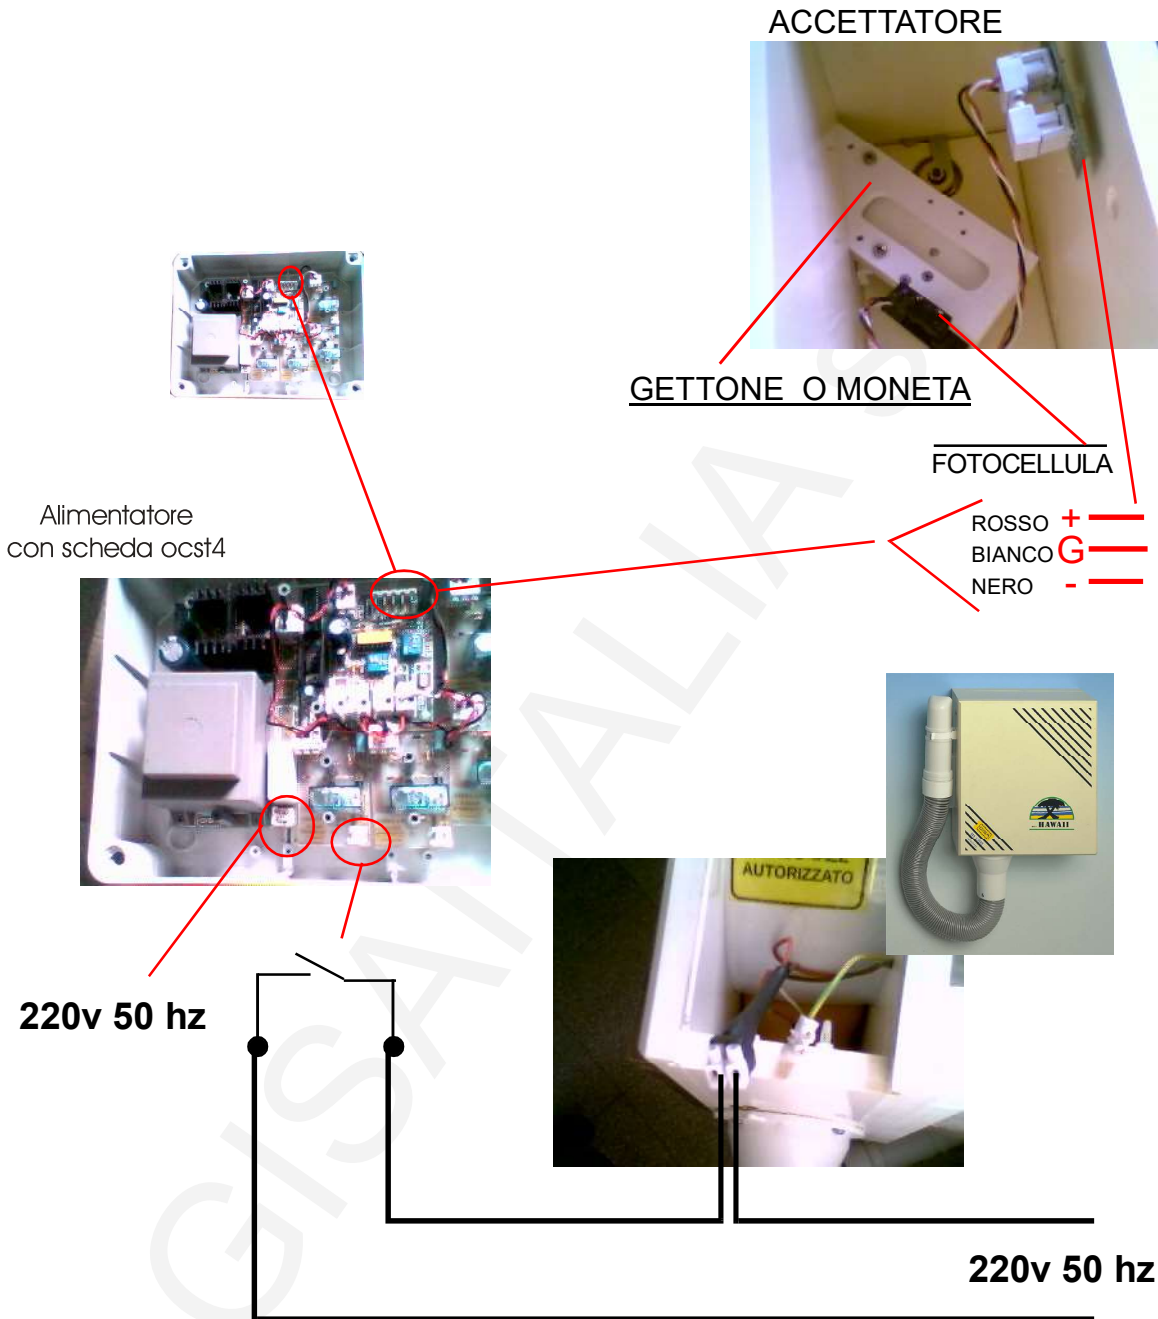 ACCETTATORE
GETTONE O MONETA
FOTOCELLULA
ROSSO +
BIANCO G
NERO -
Alimentatore
con scheda ocst4
HAWAII
AUTORIZZATO
220v 50 hz
220v 50 hz
GISAITALIA S